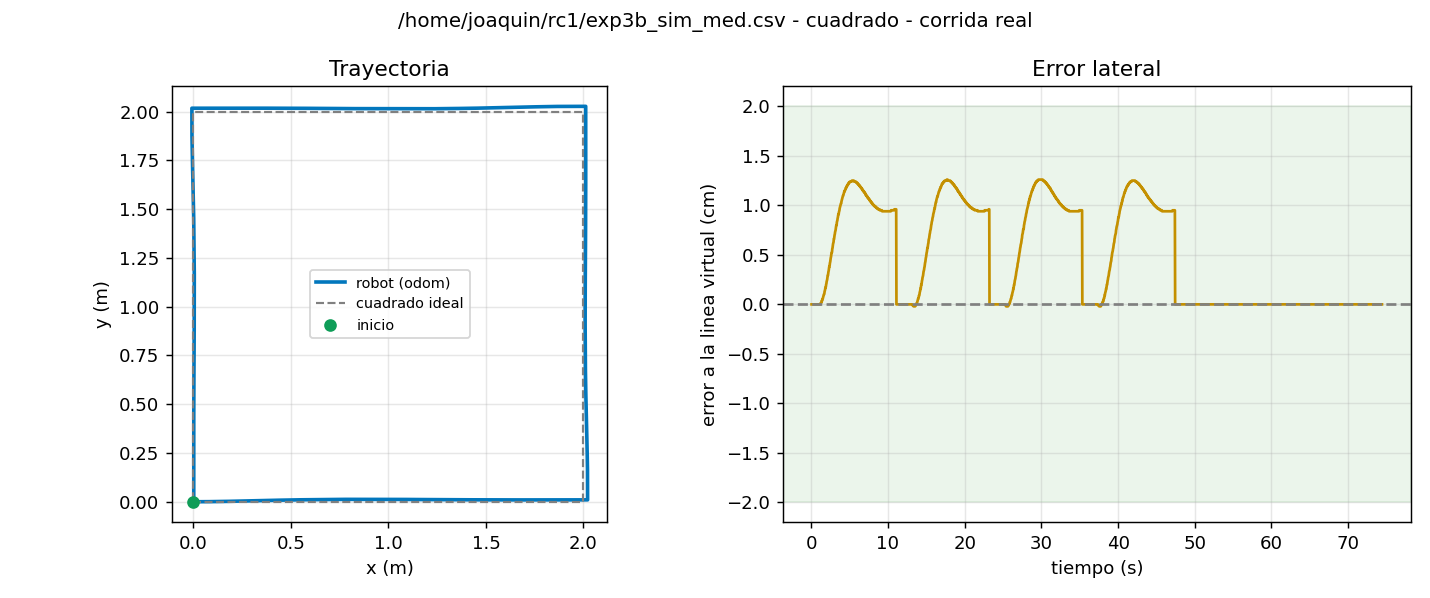 /home/joaquin/rc1/exp3b_sim_med.csv - cuadrado - corrida real
Trayectoria
y (m)
2.00
1.75
1.50
1.25
1.00
0.75
0.50
0.25
0.00
robot (odom)
cuadrado ideal
inicio
0.0 0.5 1.0 1.5 2.0
x (m)
Error lateral
error a la linea virtual (cm)
2.0
1.5
1.0
0.5
0.0
−0.5
−1.0
−1.5
−2.0
0 10 20 30 40 50 60 70
tiempo (s)